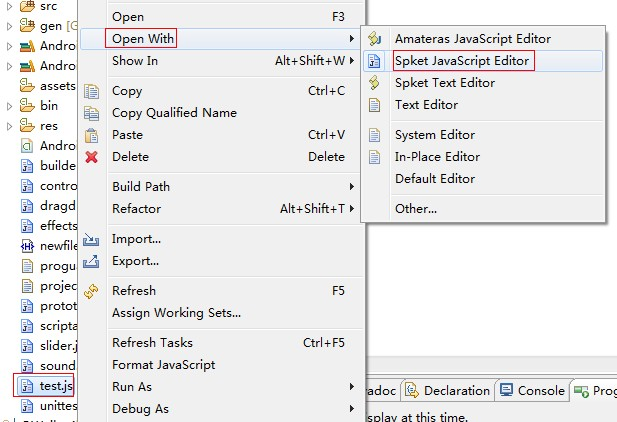 src
gen [G
Andro
Andro
assets
bin
res
Andro
builde
contro
dragd
effects
newfile
progua
projec
protot
scripta
slider.j
sound
test.js
unittes
Open F3
Open With
Show In Alt+Shift+W
Copy Ctrl+C
Copy Qualified Name
Paste Ctrl+V
Delete Delete
Build Path
Refactor Alt+Shift+T
Import...
Export...
Refresh F5
Assign Working Sets...
Refresh Tasks Ctrl+F5
Format JavaScript
Run As
Debug As
Amateras JavaScript Editor
Spket JavaScript Editor
Spket Text Editor
Text Editor
System Editor
In-Place Editor
Default Editor
Other...
vadoc Declaration Console Prog
splay at this time.